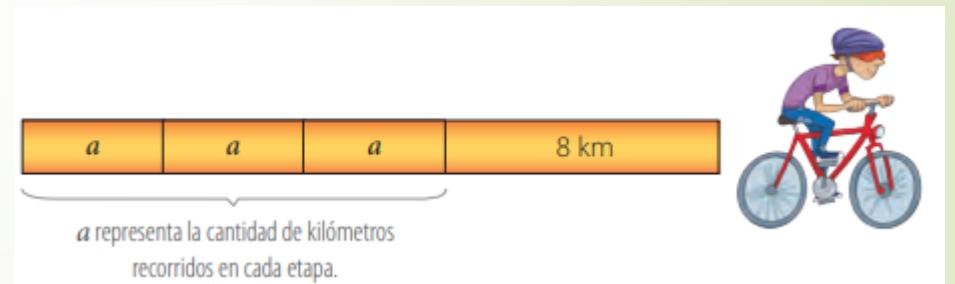 a a a 8 km
a representa la cantidad de kilómetros
recorridos en cada etapa.